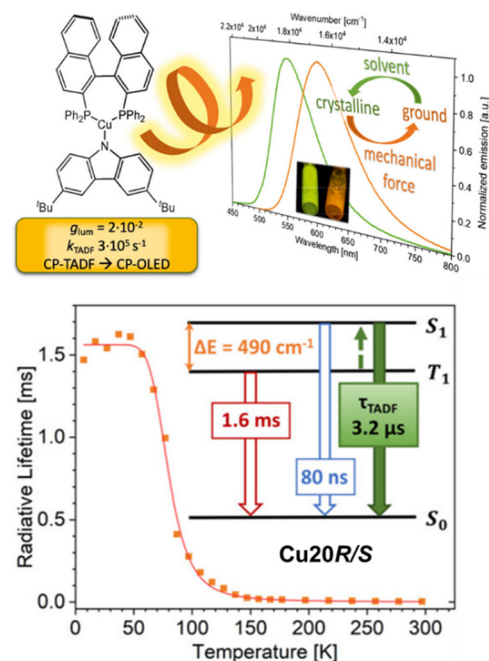 Wavenumber [cm⁻¹]
2.2x10⁴ 1.8x10⁴ 1.6x10⁴ 1.4x10⁴
Ph₂P PPh₂
Cu
N
ᵗBu ᵗBu
solvent
crystalline ground
mechanical
force
1.0
0.8
0.6
0.4
0.2
0.0
Normalized emission [a.u.]
450 500 550 600 650 700 750 800
Wavelength [nm]
g_lum = 2·10⁻²
k_TADF 3·10⁵ s⁻¹
CP-TADF → CP-OLED
Radiative Lifetime [ms]
1.5
1.0
0.5
0.0
S₁
ΔE = 490 cm⁻¹
T₁
1.6 ms
τ_TADF
3.2 µs
80 ns
S₀
Cu20R/S
0 50 100 150 200 250 300
Temperature [K]